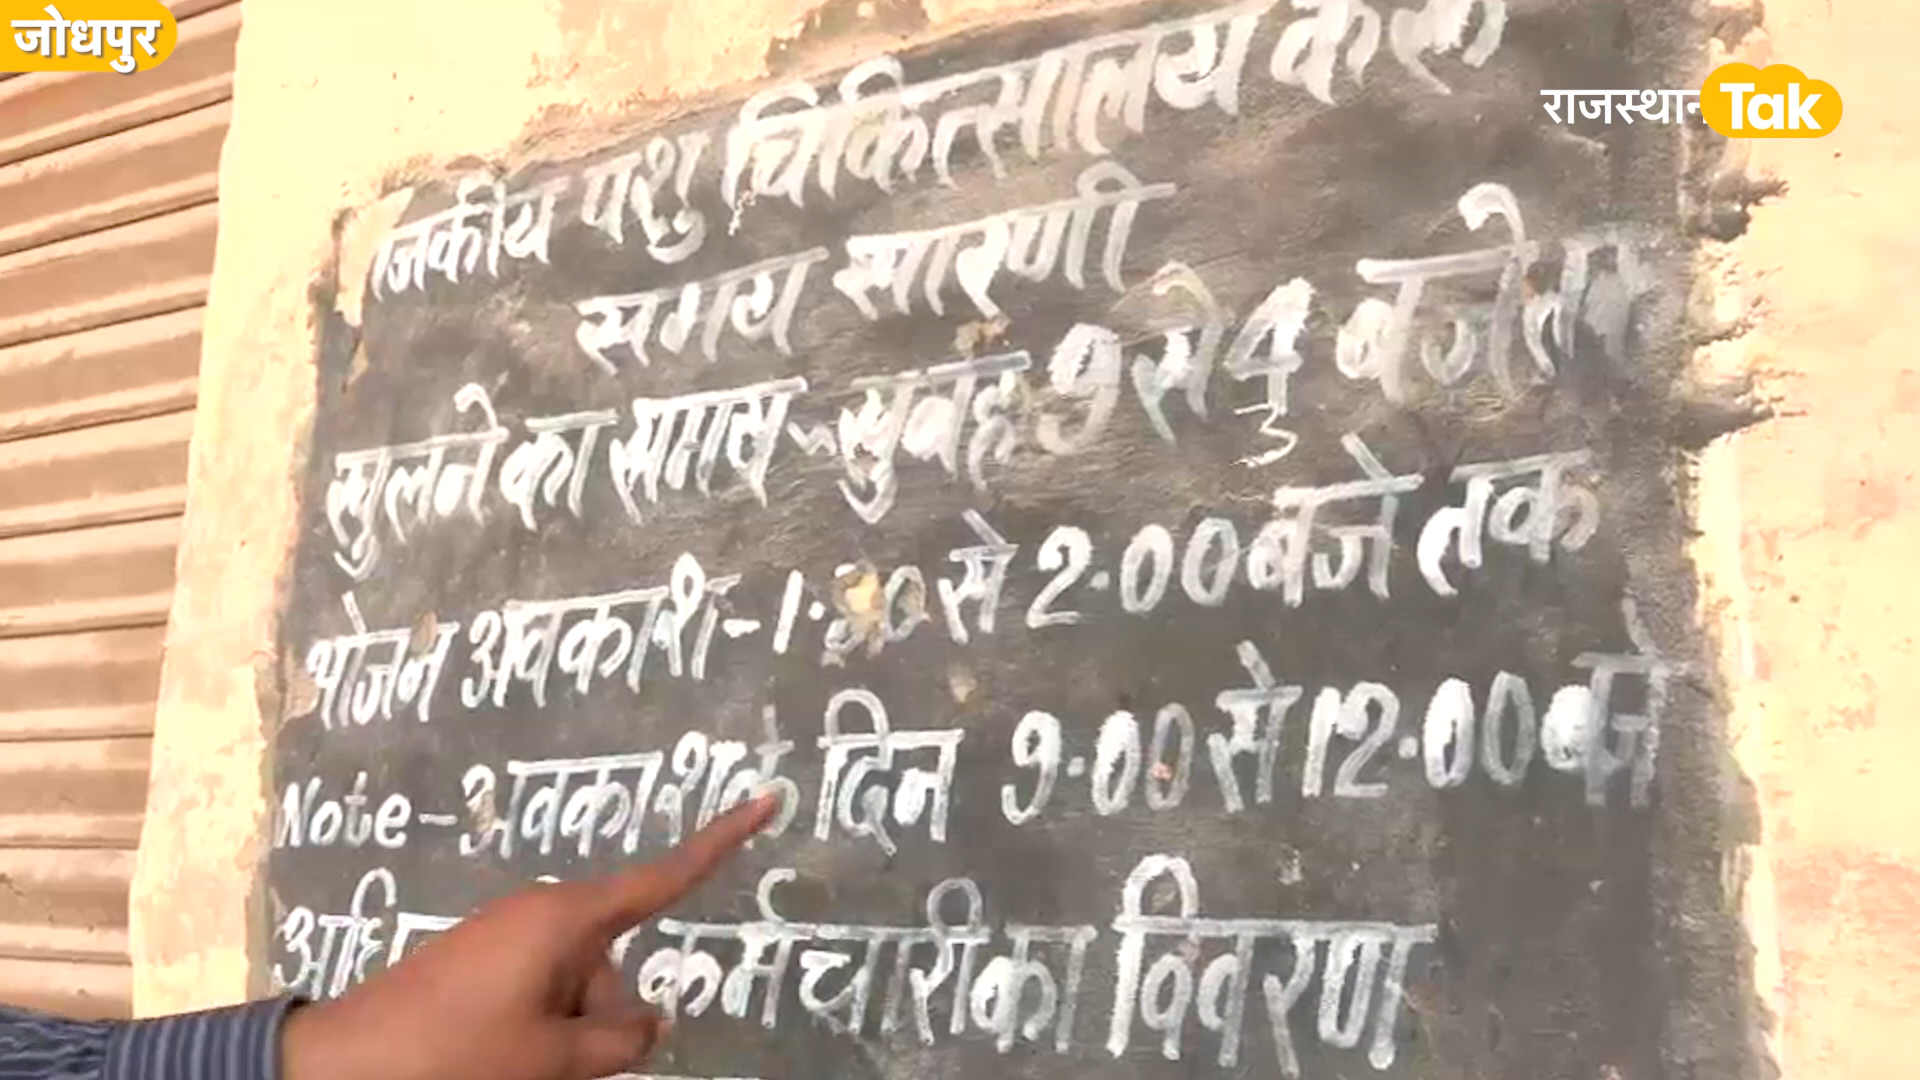 जोधपुर
राजस्थान Tak
राजकीय पशु चिकित्सालय केरू
समय सारणी
खुलने का समय - सुबह 9 से 4 बजे तक
3
भोजन अवकाश - 1.30 से 2.00 बजे तक
Note - अवकाश के दिन 9.00 से 12.00 बजे
कर्मचारी का विवरण